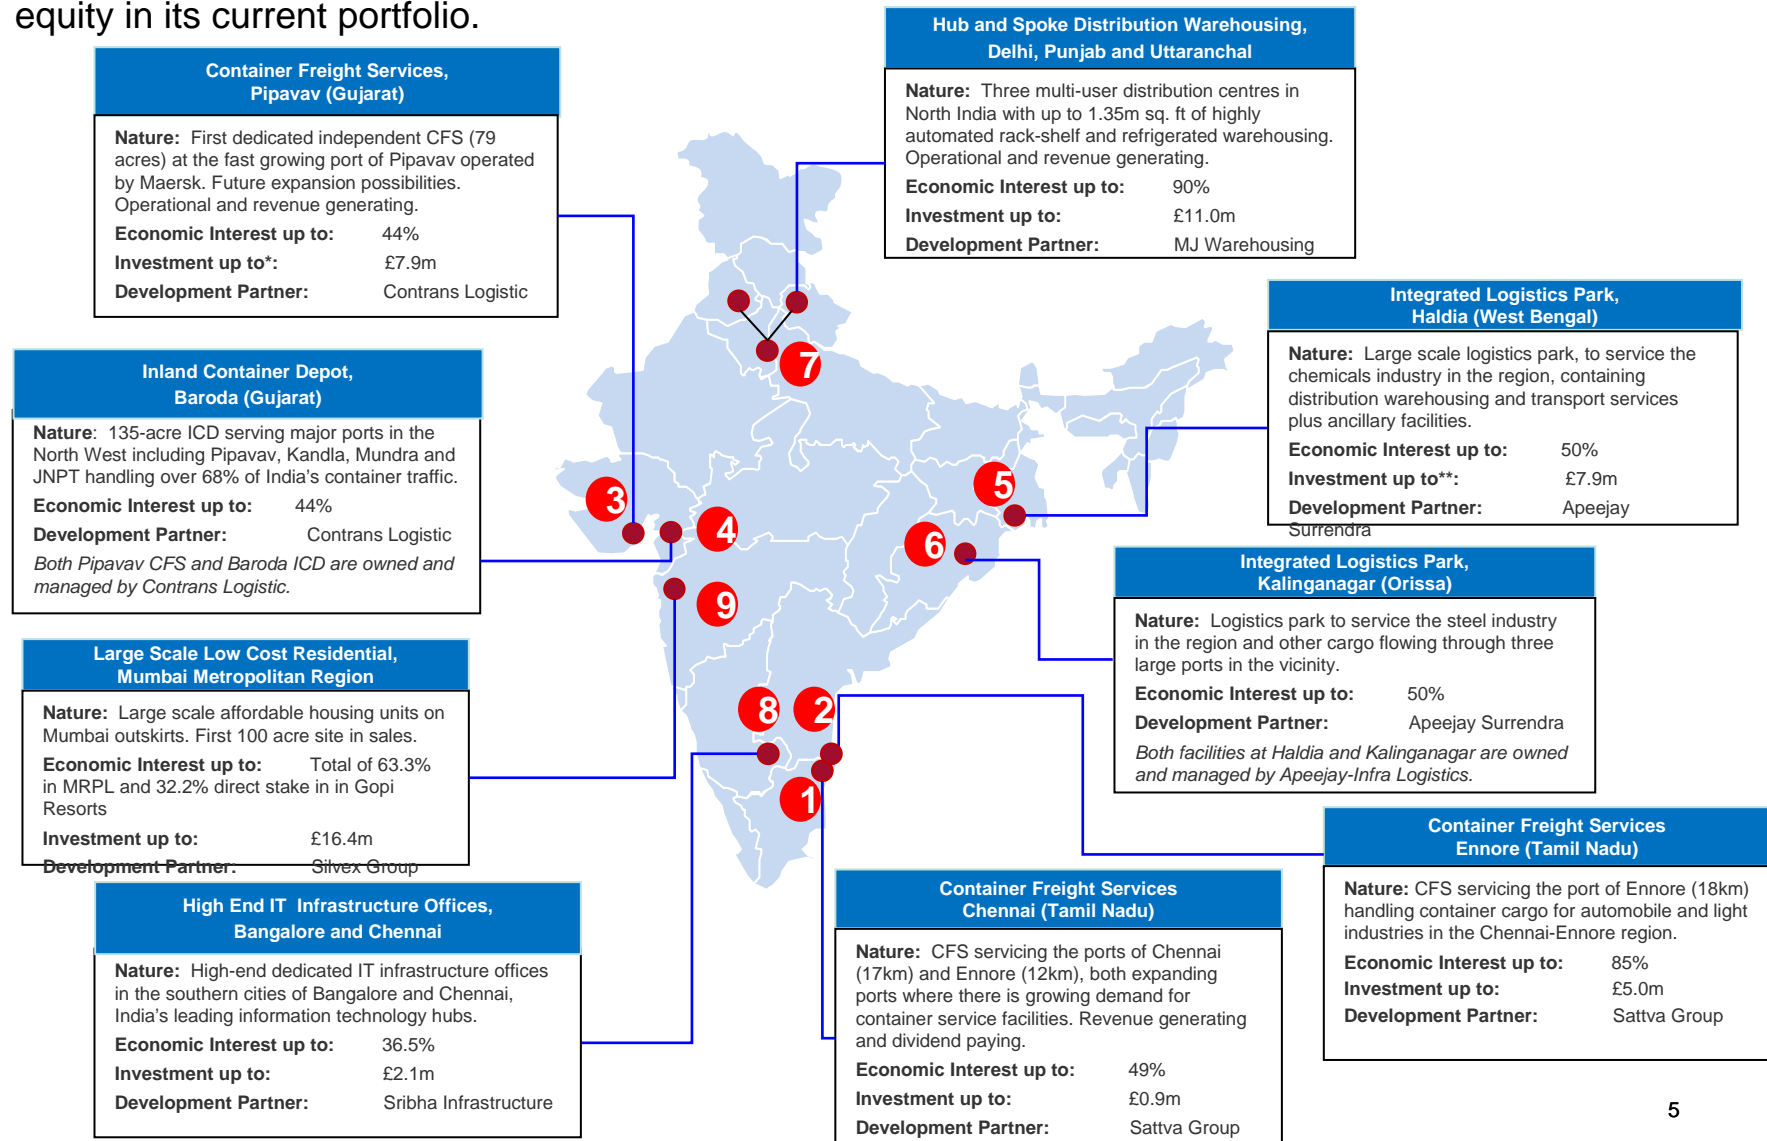 equity in its current portfolio.
Container Freight Services,
Pipavav (Gujarat)
Nature: First dedicated independent CFS (79
acres) at the fast growing port of Pipavav operated
by Maersk. Future expansion possibilities.
Operational and revenue generating.
Economic Interest up to: 44%
Investment up to*: £7.9m
Development Partner: Contrans Logistic
Hub and Spoke Distribution Warehousing,
Delhi, Punjab and Uttaranchal
Nature: Three multi-user distribution centres in
North India with up to 1.35m sq. ft of highly
automated rack-shelf and refrigerated warehousing.
Operational and revenue generating.
Economic Interest up to: 90%
Investment up to: £11.0m
Development Partner: MJ Warehousing
Inland Container Depot,
Baroda (Gujarat)
Nature: 135-acre ICD serving major ports in the
North West including Pipavav, Kandla, Mundra and
JNPT handling over 68% of India's container traffic.
Economic Interest up to: 44%
Development Partner: Contrans Logistic
Both Pipavav CFS and Baroda ICD are owned and
managed by Contrans Logistic.
Integrated Logistics Park,
Haldia (West Bengal)
Nature: Large scale logistics park, to service the
chemicals industry in the region, containing
distribution warehousing and transport services
plus ancillary facilities.
Economic Interest up to: 50%
Investment up to**: £7.9m
Development Partner: Apeejay
Surrendra
7
3
4
5
6
9
8
2
1
Integrated Logistics Park,
Kalinganagar (Orissa)
Nature: Logistics park to service the steel industry
in the region and other cargo flowing through three
large ports in the vicinity.
Economic Interest up to: 50%
Development Partner: Apeejay Surrendra
Both facilities at Haldia and Kalinganagar are owned
and managed by Apeejay-Infra Logistics.
Large Scale Low Cost Residential,
Mumbai Metropolitan Region
Nature: Large scale affordable housing units on
Mumbai outskirts. First 100 acre site in sales.
Economic Interest up to: Total of 63.3%
in MRPL and 32.2% direct stake in in Gopi
Resorts
Investment up to: £16.4m
Development Partner: Silvex Group
High End IT Infrastructure Offices,
Bangalore and Chennai
Nature: High-end dedicated IT infrastructure offices
in the southern cities of Bangalore and Chennai,
India's leading information technology hubs.
Economic Interest up to: 36.5%
Investment up to: £2.1m
Development Partner: Sribha Infrastructure
Container Freight Services
Chennai (Tamil Nadu)
Nature: CFS servicing the ports of Chennai
(17km) and Ennore (12km), both expanding
ports where there is growing demand for
container service facilities. Revenue generating
and dividend paying.
Economic Interest up to: 49%
Investment up to: £0.9m
Development Partner: Sattva Group
Container Freight Services
Ennore (Tamil Nadu)
Nature: CFS servicing the port of Ennore (18km)
handling container cargo for automobile and light
industries in the Chennai-Ennore region.
Economic Interest up to: 85%
Investment up to: £5.0m
Development Partner: Sattva Group
5